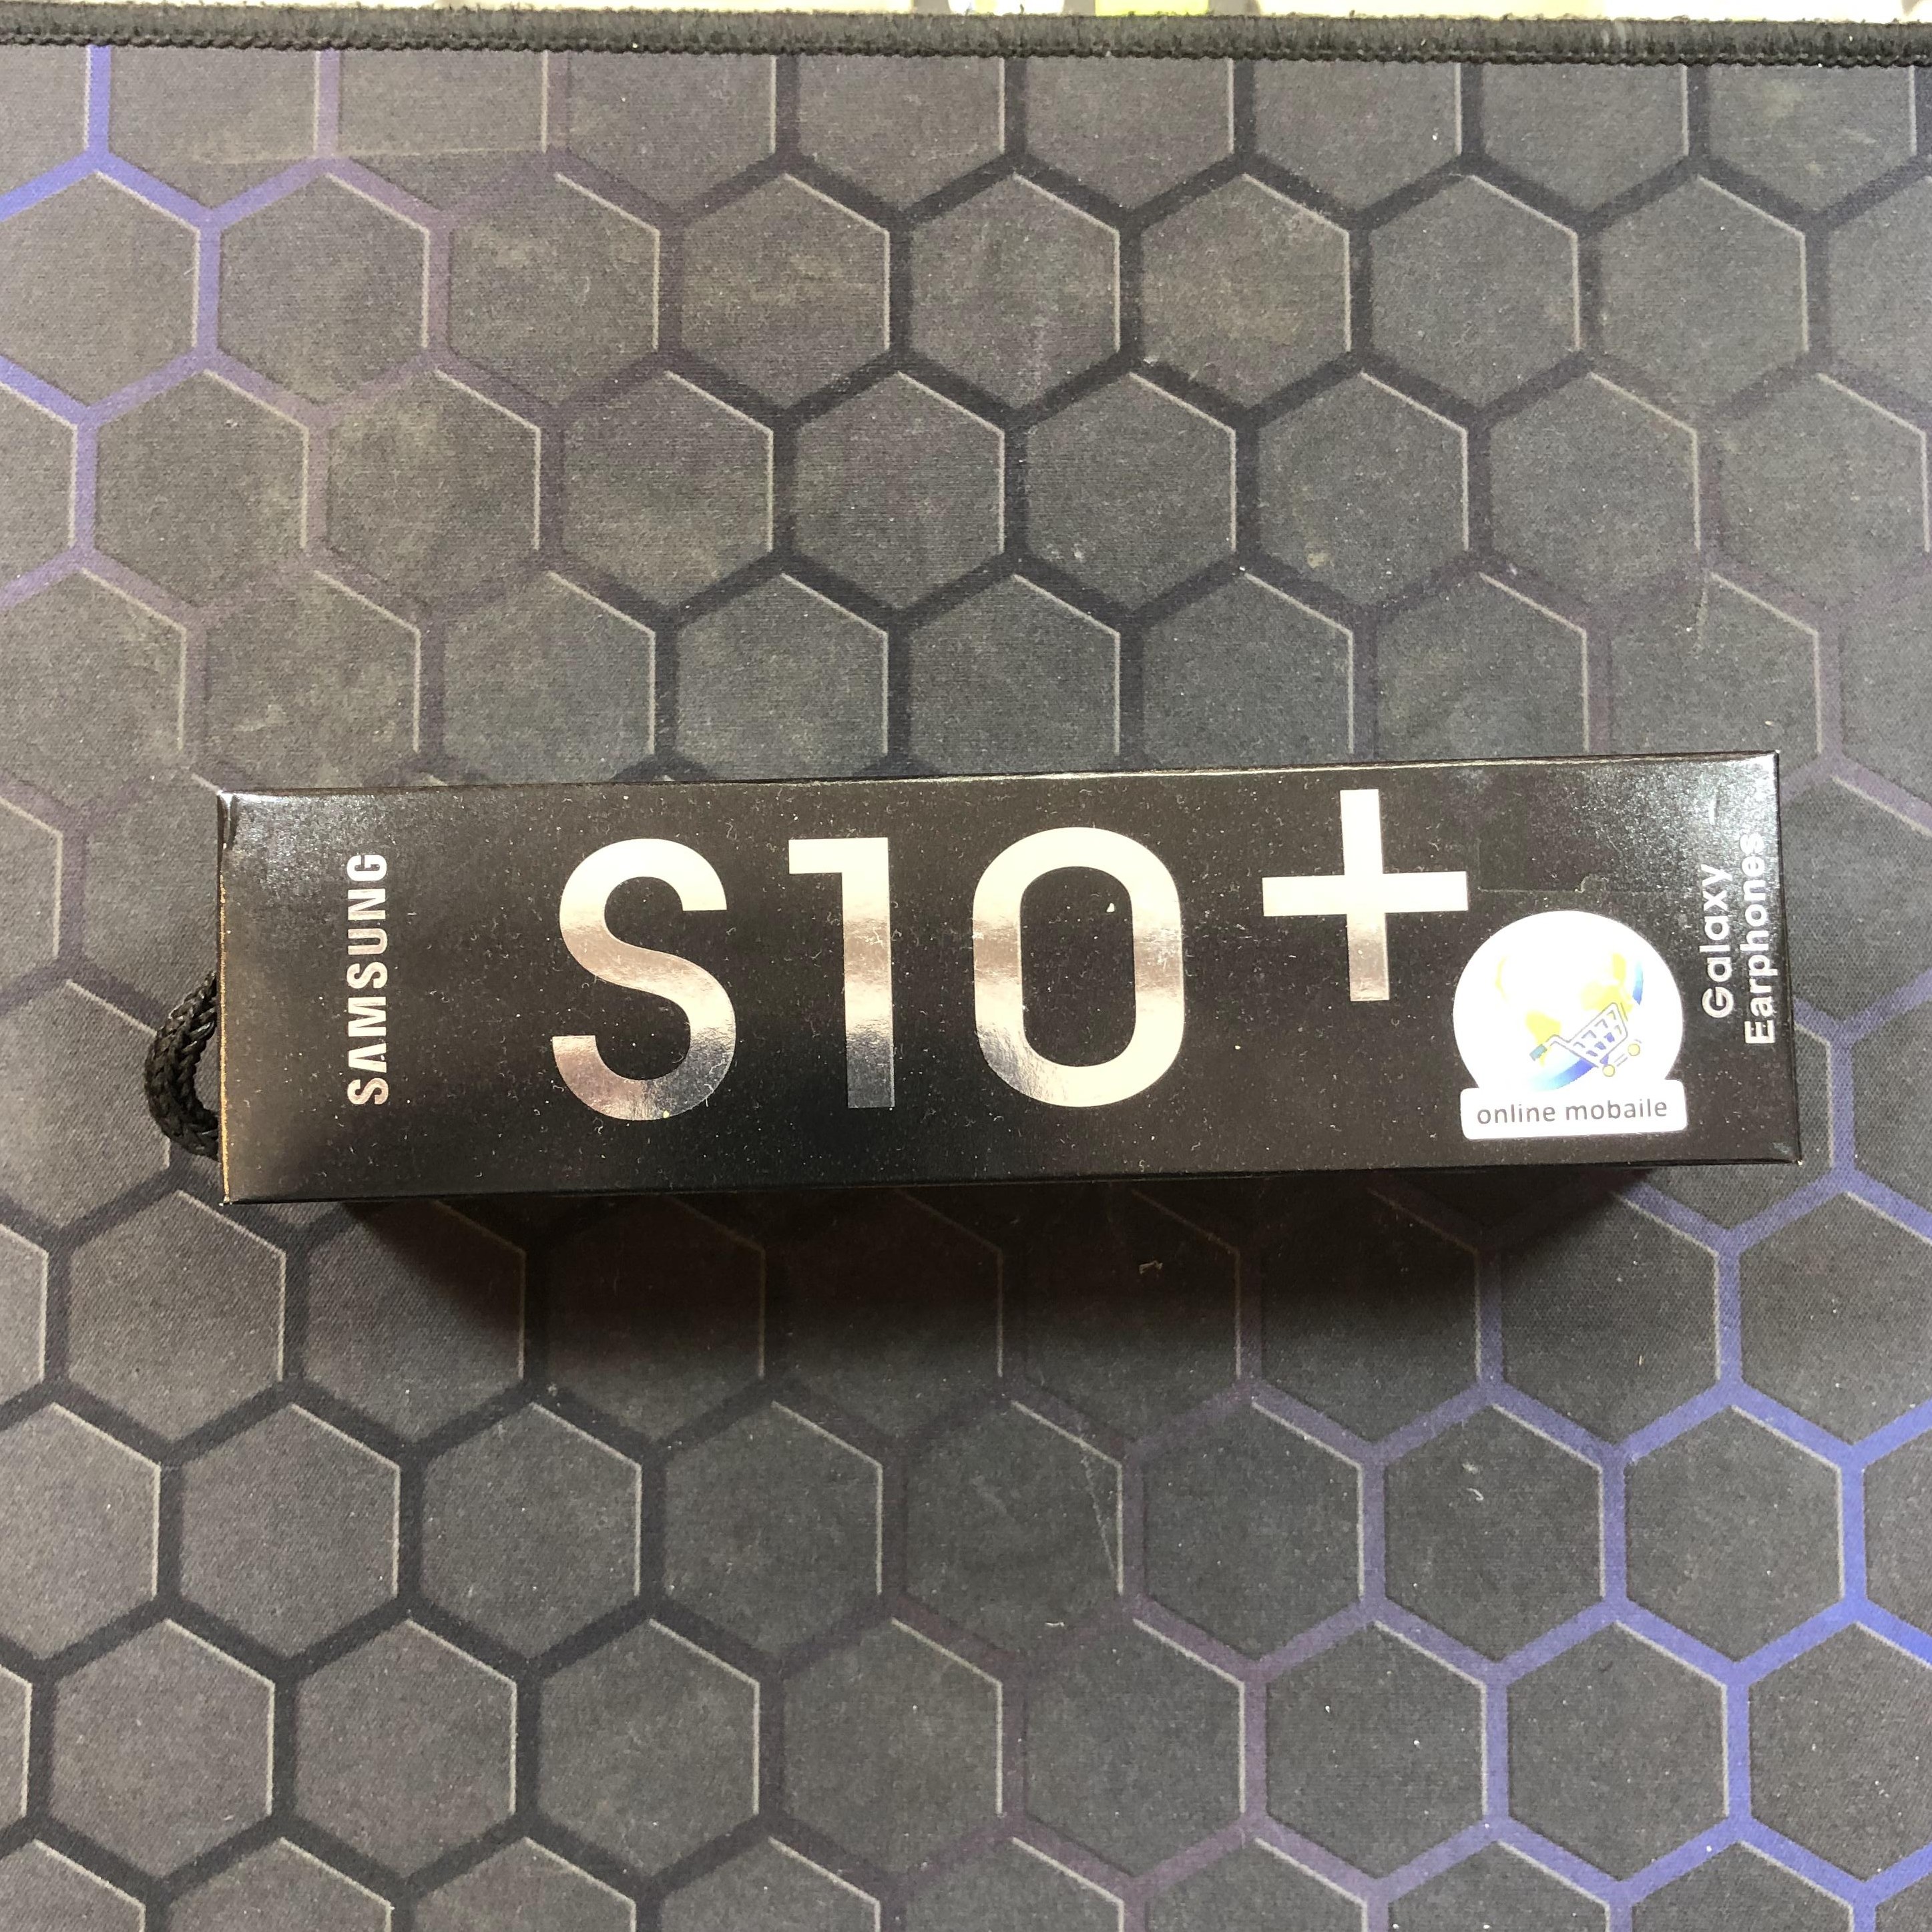 SAMSUNG
S10+
Galaxy
Earphones
online mobaile